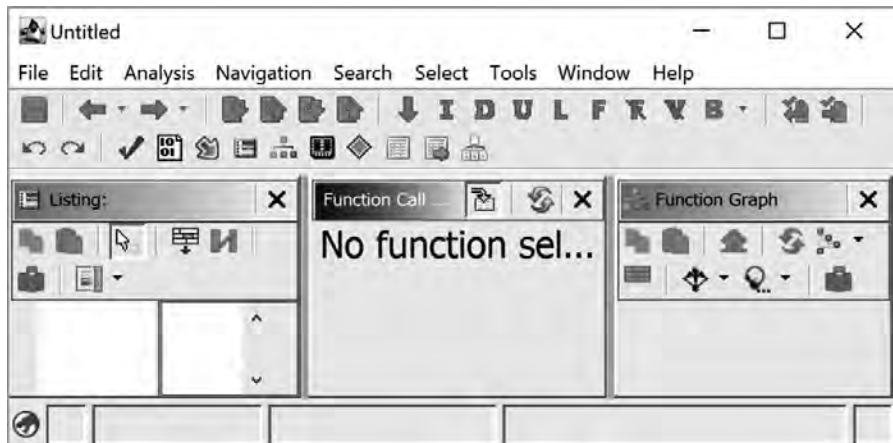 Untitled
File Edit Analysis Navigation Search Select Tools Window Help
I D U L F R V B
Listing: Function Call ... Function Graph
No function sel...